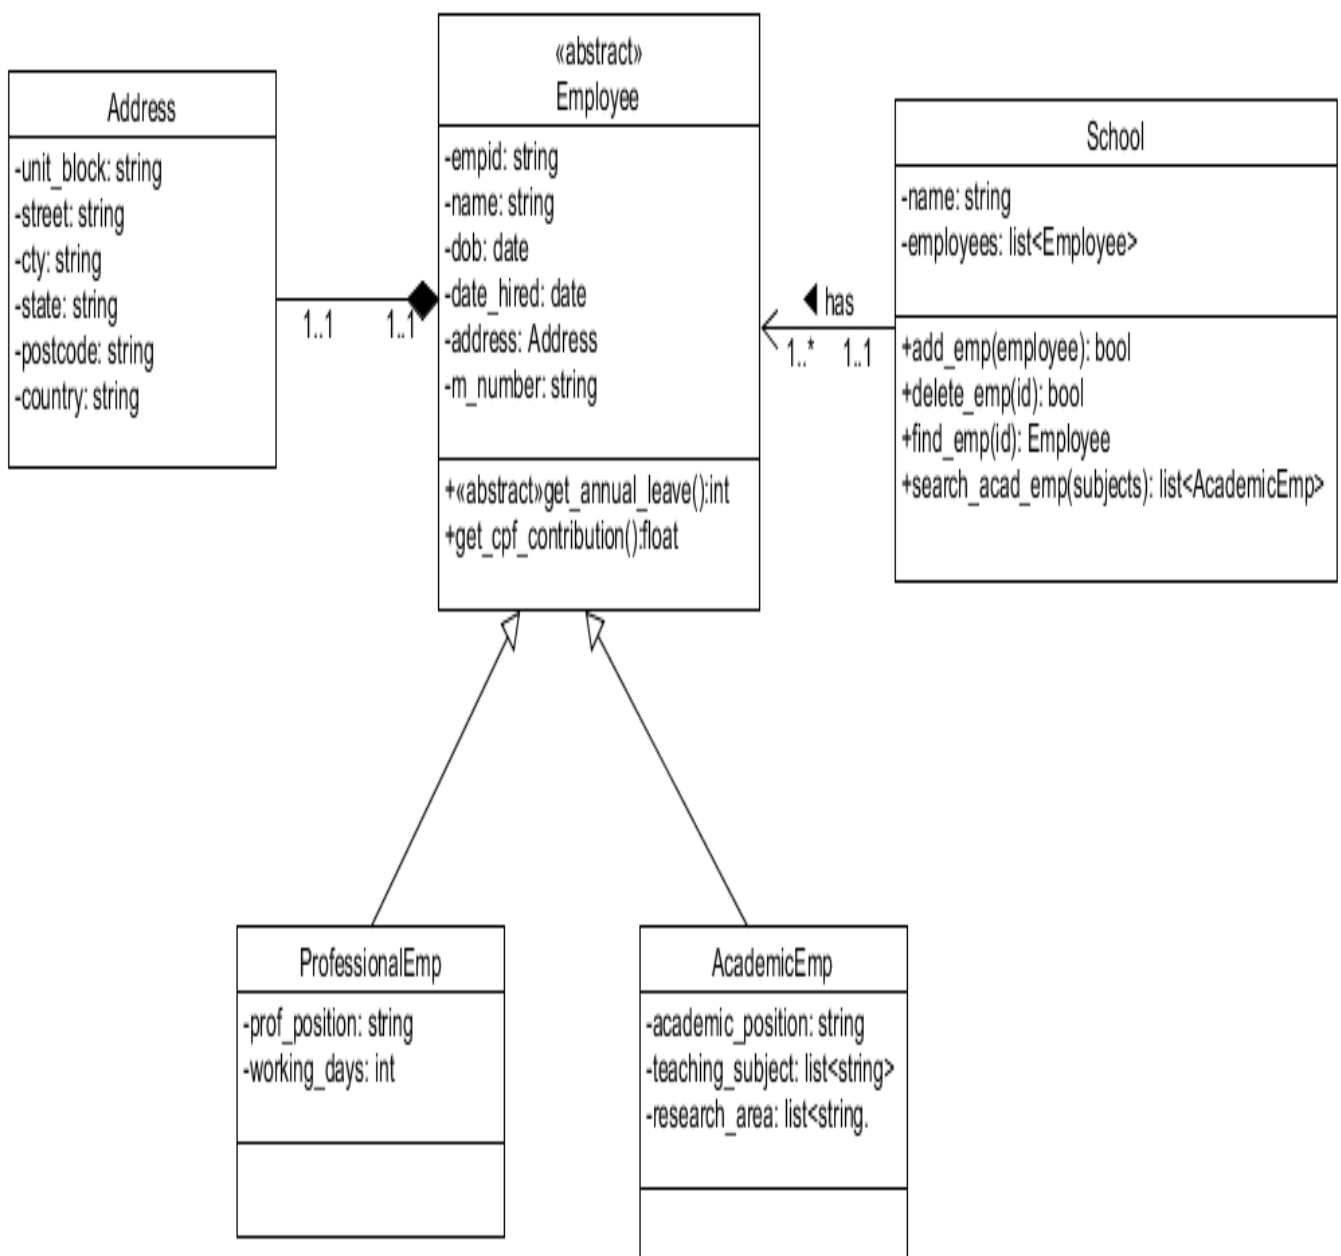 Address
-unit_block: string
-street: string
-cty: string
-state: string
-postcode: string
-country: string
1..1
1..1
«abstract»
Employee
-empid: string
-name: string
-dob: date
-date_hired: date
-address: Address
-m_number: string
+«abstract»get_annual_leave():int
+get_cpf_contribution():float
has
1..*
1..1
School
-name: string
-employees: list<Employee>
+add_emp(employee): bool
+delete_emp(id): bool
+find_emp(id): Employee
+search_acad_emp(subjects): list<AcademicEmp>
ProfessionalEmp
-prof_position: string
-working_days: int
AcademicEmp
-academic_position: string
-teaching_subject: list<string>
-research_area: list<string.